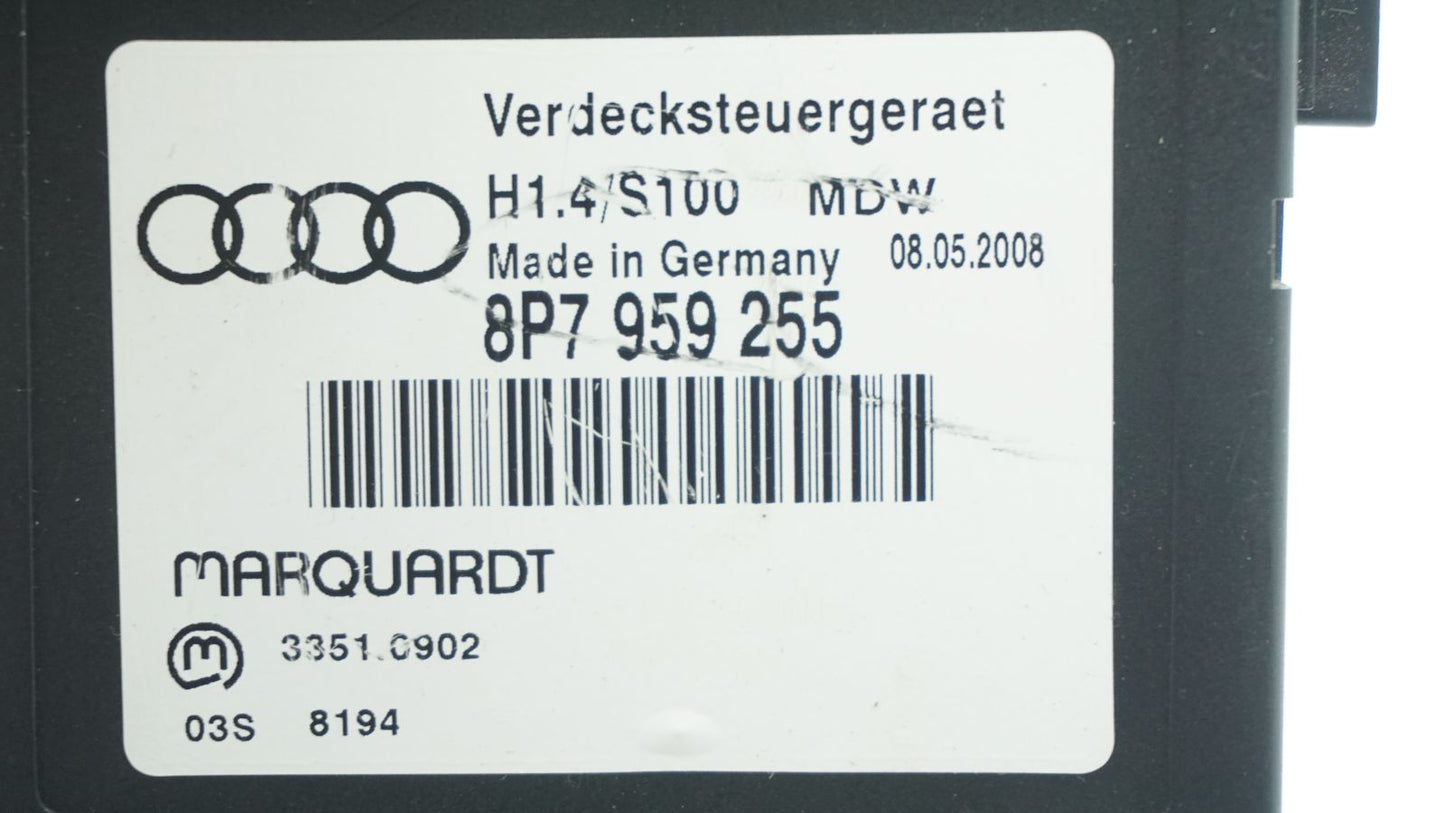 Verdecksteuergeraet
H1.4/S100 MDW
Made in Germany 08.05.2008
8P7 959 255
MARQUARDT
m 3351.0902
03S 8194